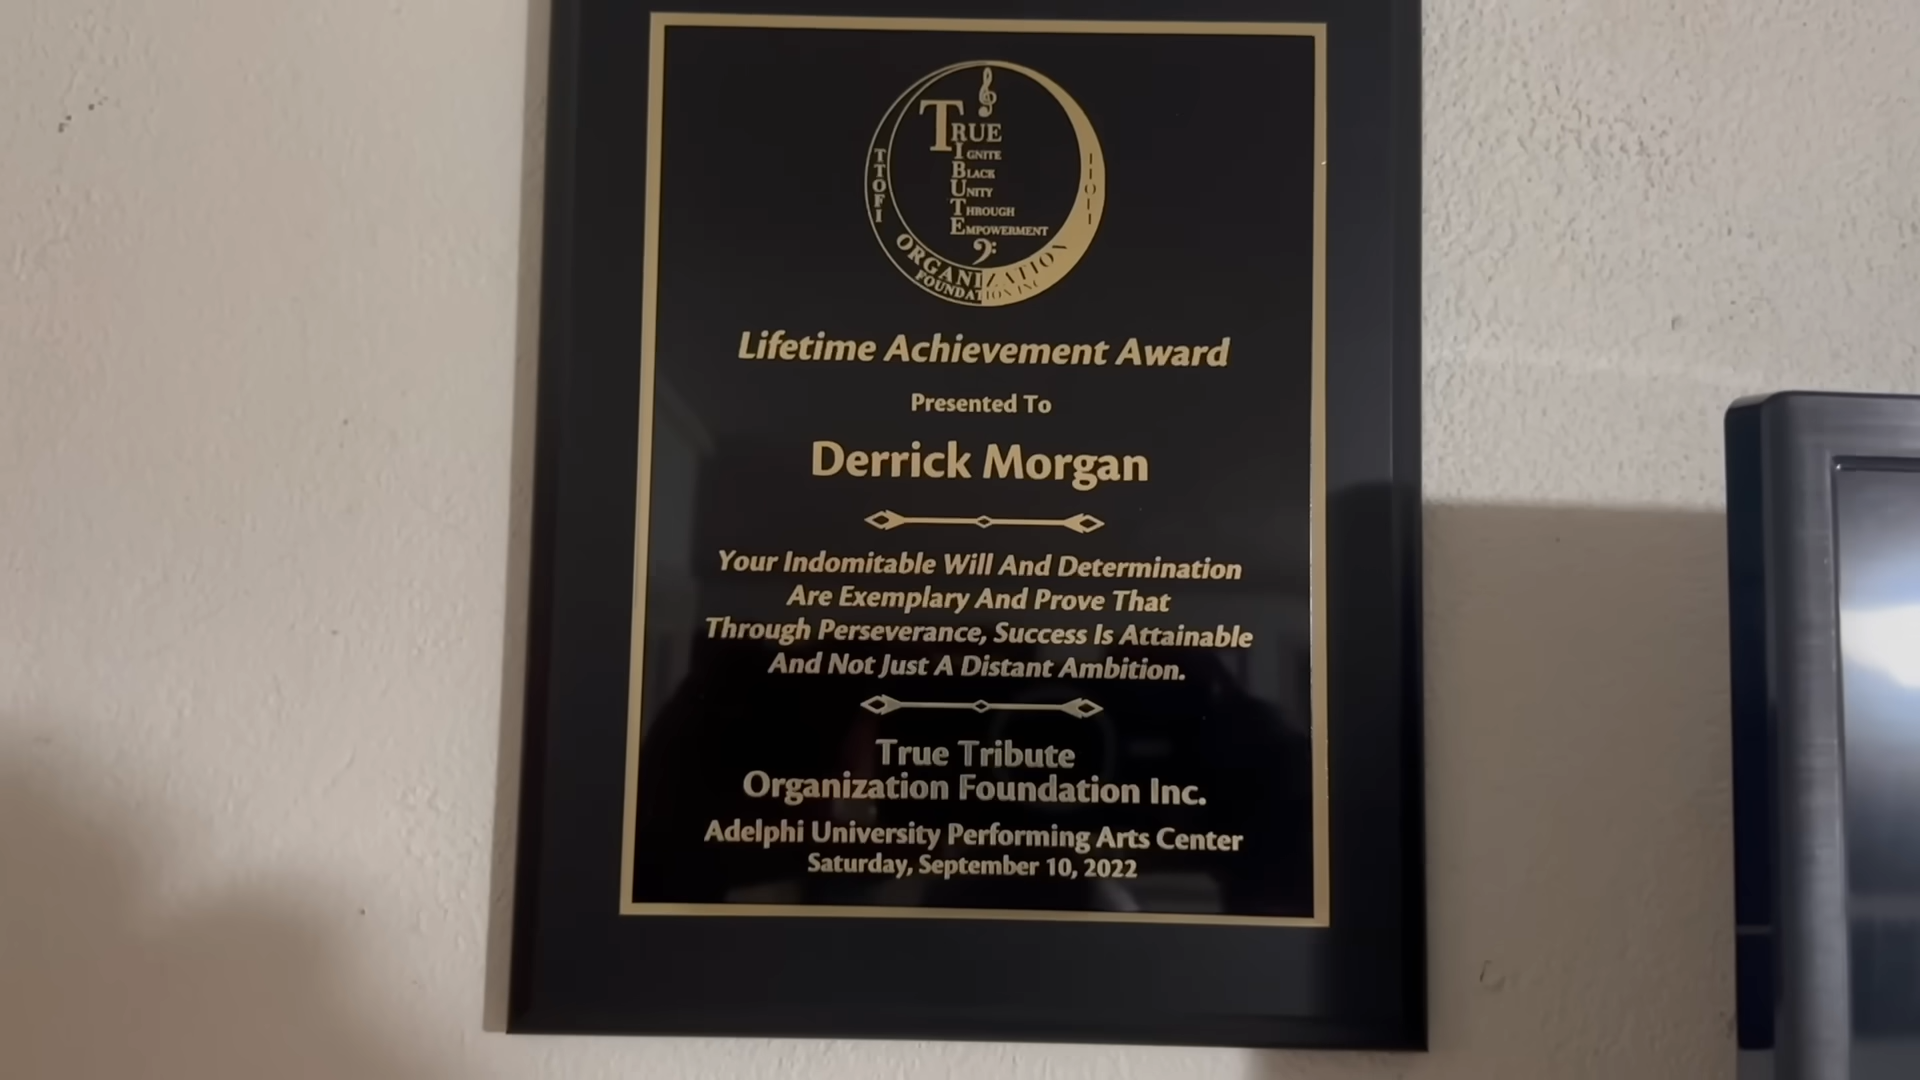 TRUE
IGNITE
BLACK
UNITY
THROUGH
EMPOWERMENT
TTOFI
ORGANIZATION
FOUNDATION INC
Lifetime Achievement Award
Presented To
Derrick Morgan
Your Indomitable Will And Determination
Are Exemplary And Prove That
Through Perseverance, Success Is Attainable
And Not Just A Distant Ambition.
True Tribute
Organization Foundation Inc.
Adelphi University Performing Arts Center
Saturday, September 10, 2022